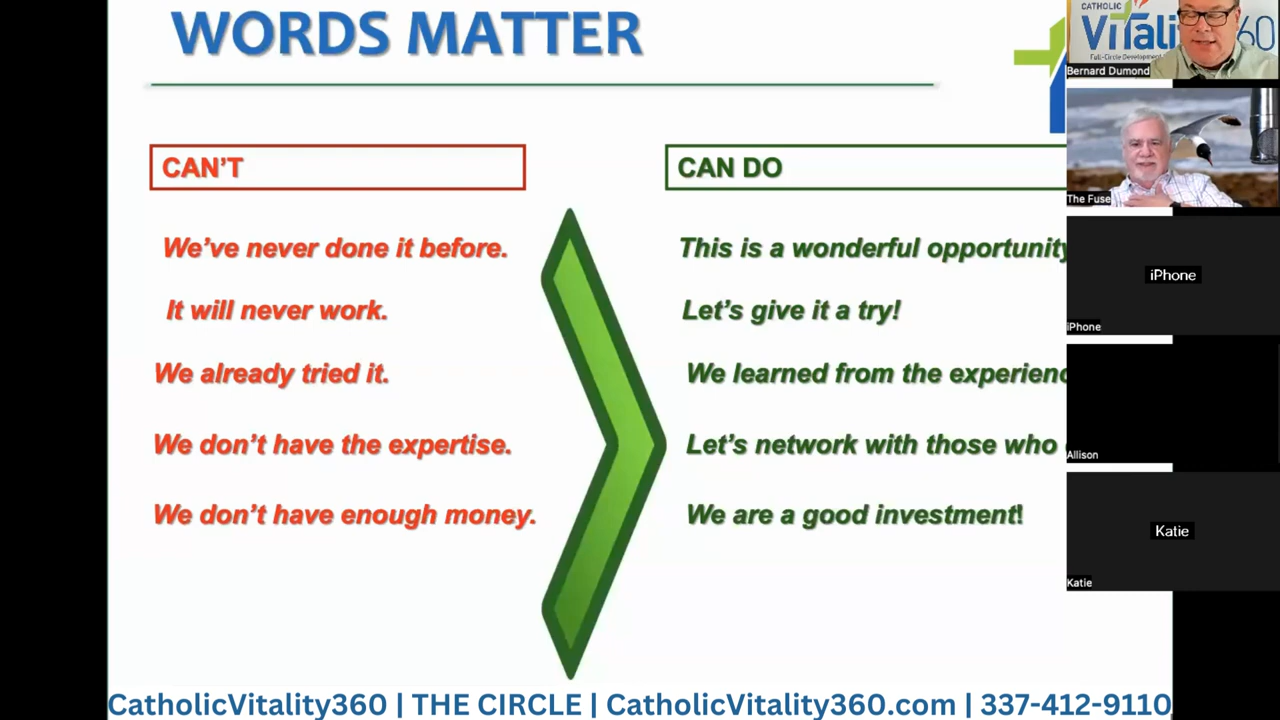 WORDS MATTER
CAN'T
CAN DO
We've never done it before.
This is a wonderful opportunity
It will never work.
Let's give it a try!
We already tried it.
We learned from the
We don't have the expertise.
Let's network with those who
We don't have enough money.
We are a good investment!
CATHOLIC
Full-Circle Development
Bernard Dumond
The Fuse
iPhone
iPhone
Allison
Katie
Katie
CatholicVitality360 | THE CIRCLE | CatholicVitality360.com | 337-412-9110